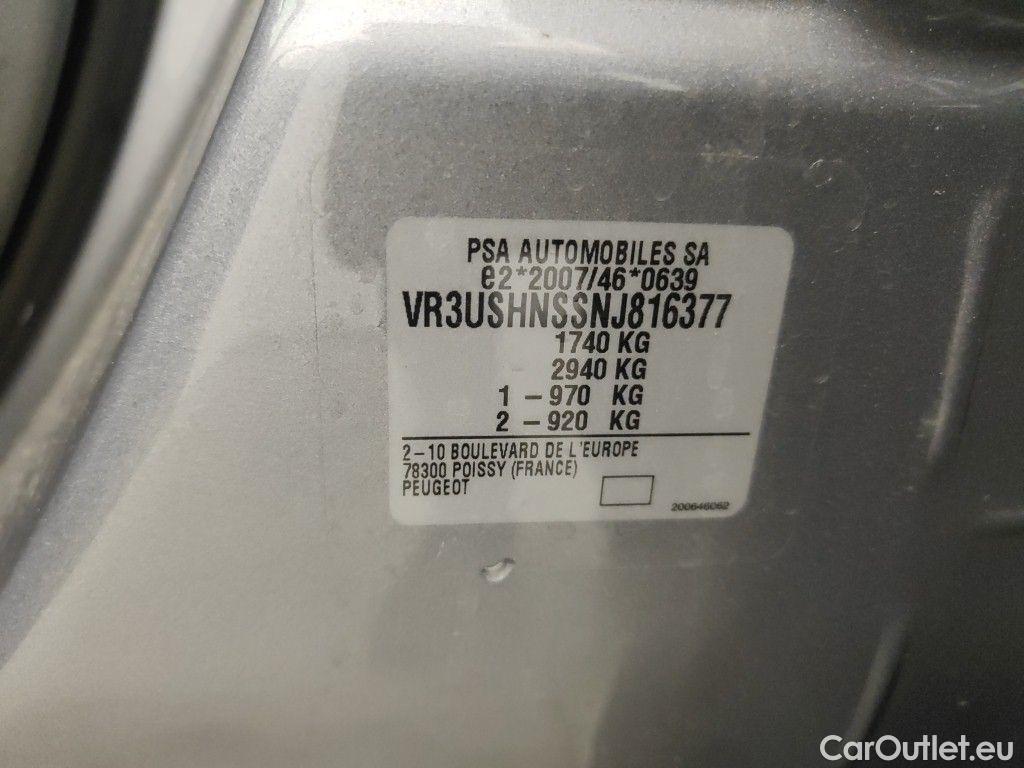 PSA AUTOMOBILES SA
e2*2007/46*0639
VR3USHNSSNJ816377
1740 KG
2940 KG
1 - 970 KG
2 - 920 KG
2-10 BOULEVARD DE L'EUROPE
78300 POISSY (FRANCE)
PEUGEOT
200646062
CarOutlet.eu